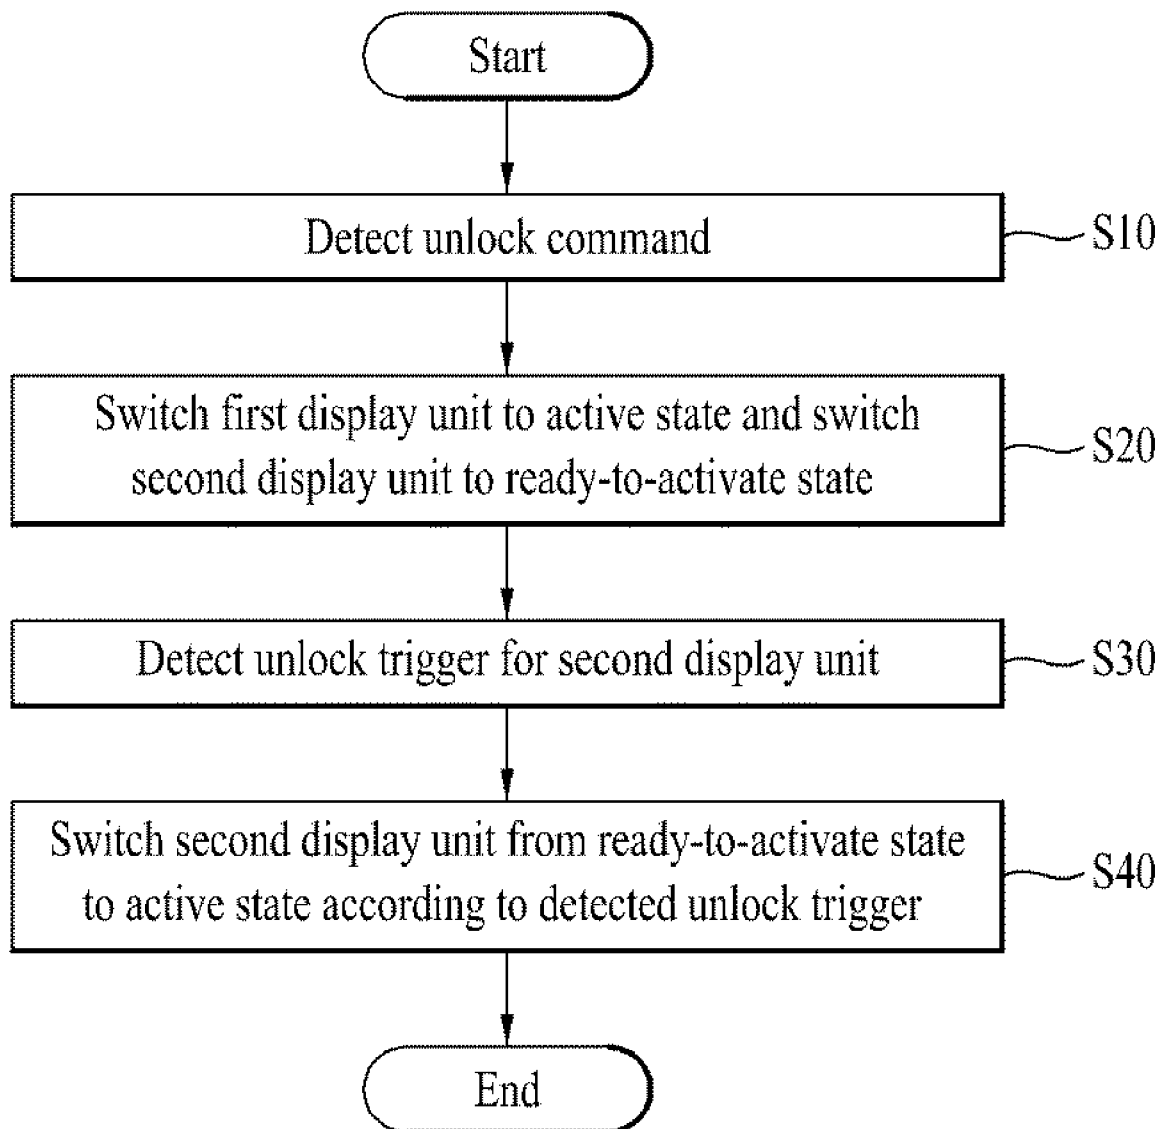 Start
Detect unlock command
S10
Switch first display unit to active state and switch
second display unit to ready-to-activate state
S20
Detect unlock trigger for second display unit
S30
Switch second display unit from ready-to-activate state
to active state according to detected unlock trigger
S40
End